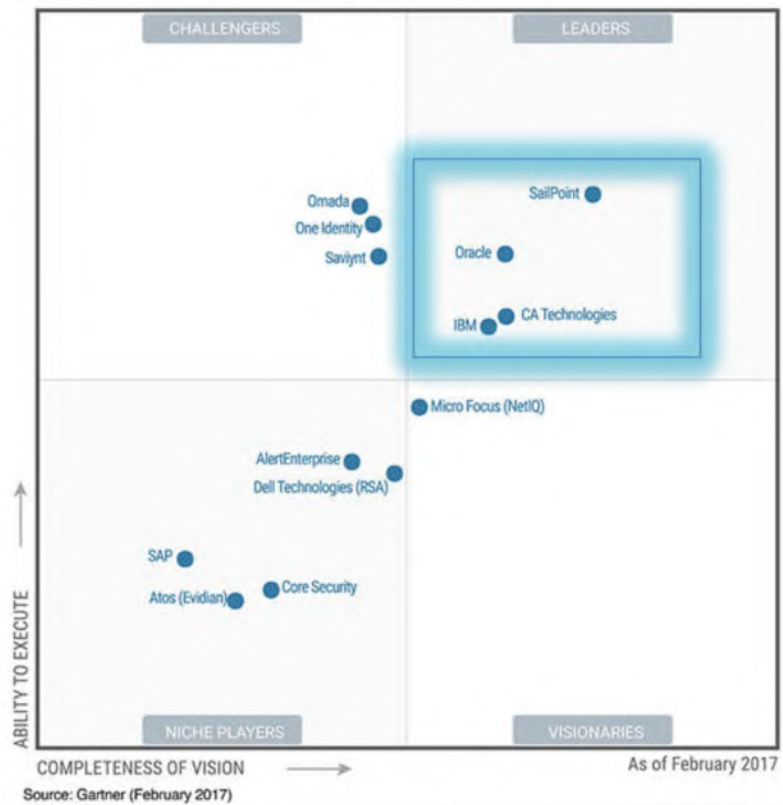 CHALLENGERS
LEADERS
SailPoint
Omada
One Identity
Oracle
Saviynt
CA Technologies
IBM
Micro Focus (NetIQ)
AlertEnterprise
Dell Technologies (RSA)
SAP
Core Security
Atos (Evidian)
ABILITY TO EXECUTE
NICHE PLAYERS
VISIONARIES
COMPLETENESS OF VISION
As of February 2017
Source: Gartner (February 2017)